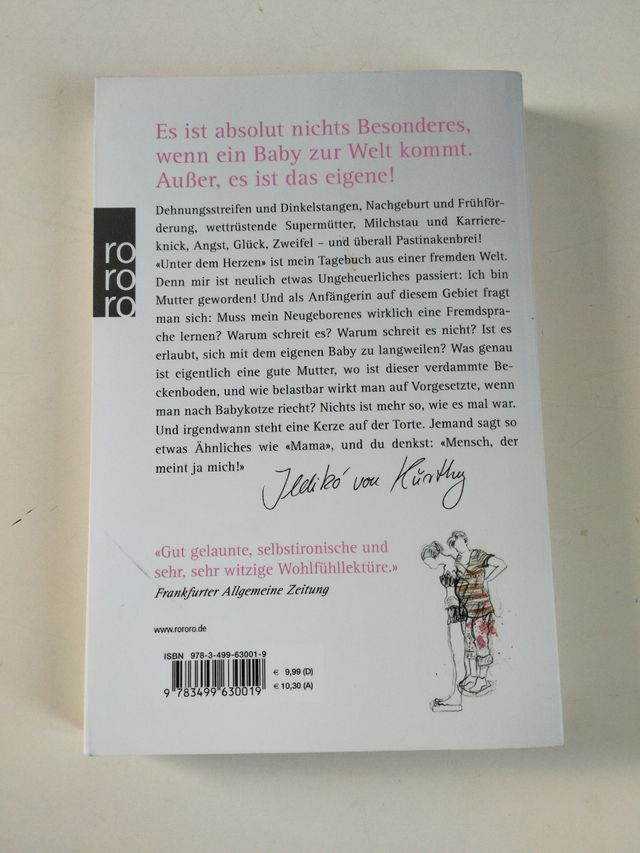 Es ist absolut nichts Besonderes,
wenn ein Baby zur Welt kommt.
Außer, es ist das eigene!
Dehnungsstreifen und Dinkelstangen, Nachgeburt und Frühför-
derung, wettrüstende Supermütter, Milchstau und Karriere-
knick, Angst, Glück, Zweifel – und überall Pastinakenbrei!
«Unter dem Herzen» ist mein Tagebuch aus einer fremden Welt.
Denn mir ist neulich etwas Ungeheuerliches passiert: Ich bin
Mutter geworden! Und als Anfängerin auf diesem Gebiet fragt
man sich: Muss mein Neugeborenes wirklich eine Fremdspra-
che lernen? Warum schreit es? Warum schreit es nicht? Ist es
erlaubt, sich mit dem eigenen Baby zu langweilen? Was genau
ist eigentlich eine gute Mutter, wo ist dieser verdammte Be-
ckenboden, und wie belastbar wirkt man auf Vorgesetzte, wenn
man nach Babykotze riecht? Nichts ist mehr so, wie es mal war.
Und irgendwann steht eine Kerze auf der Torte. Jemand sagt so
etwas Ähnliches wie «Mama», und du denkst: «Mensch, der
meint ja mich!»
Ildikó von Kürthy
ro
ro
ro
«Gut gelaunte, selbstironische und
sehr, sehr witzige Wohlfühllektüre.»
Frankfurter Allgemeine Zeitung
www.rororo.de
ISBN 978-3-499-63001-9
€ 9,99 (D)
€ 10,30 (A)
9 783499 630019